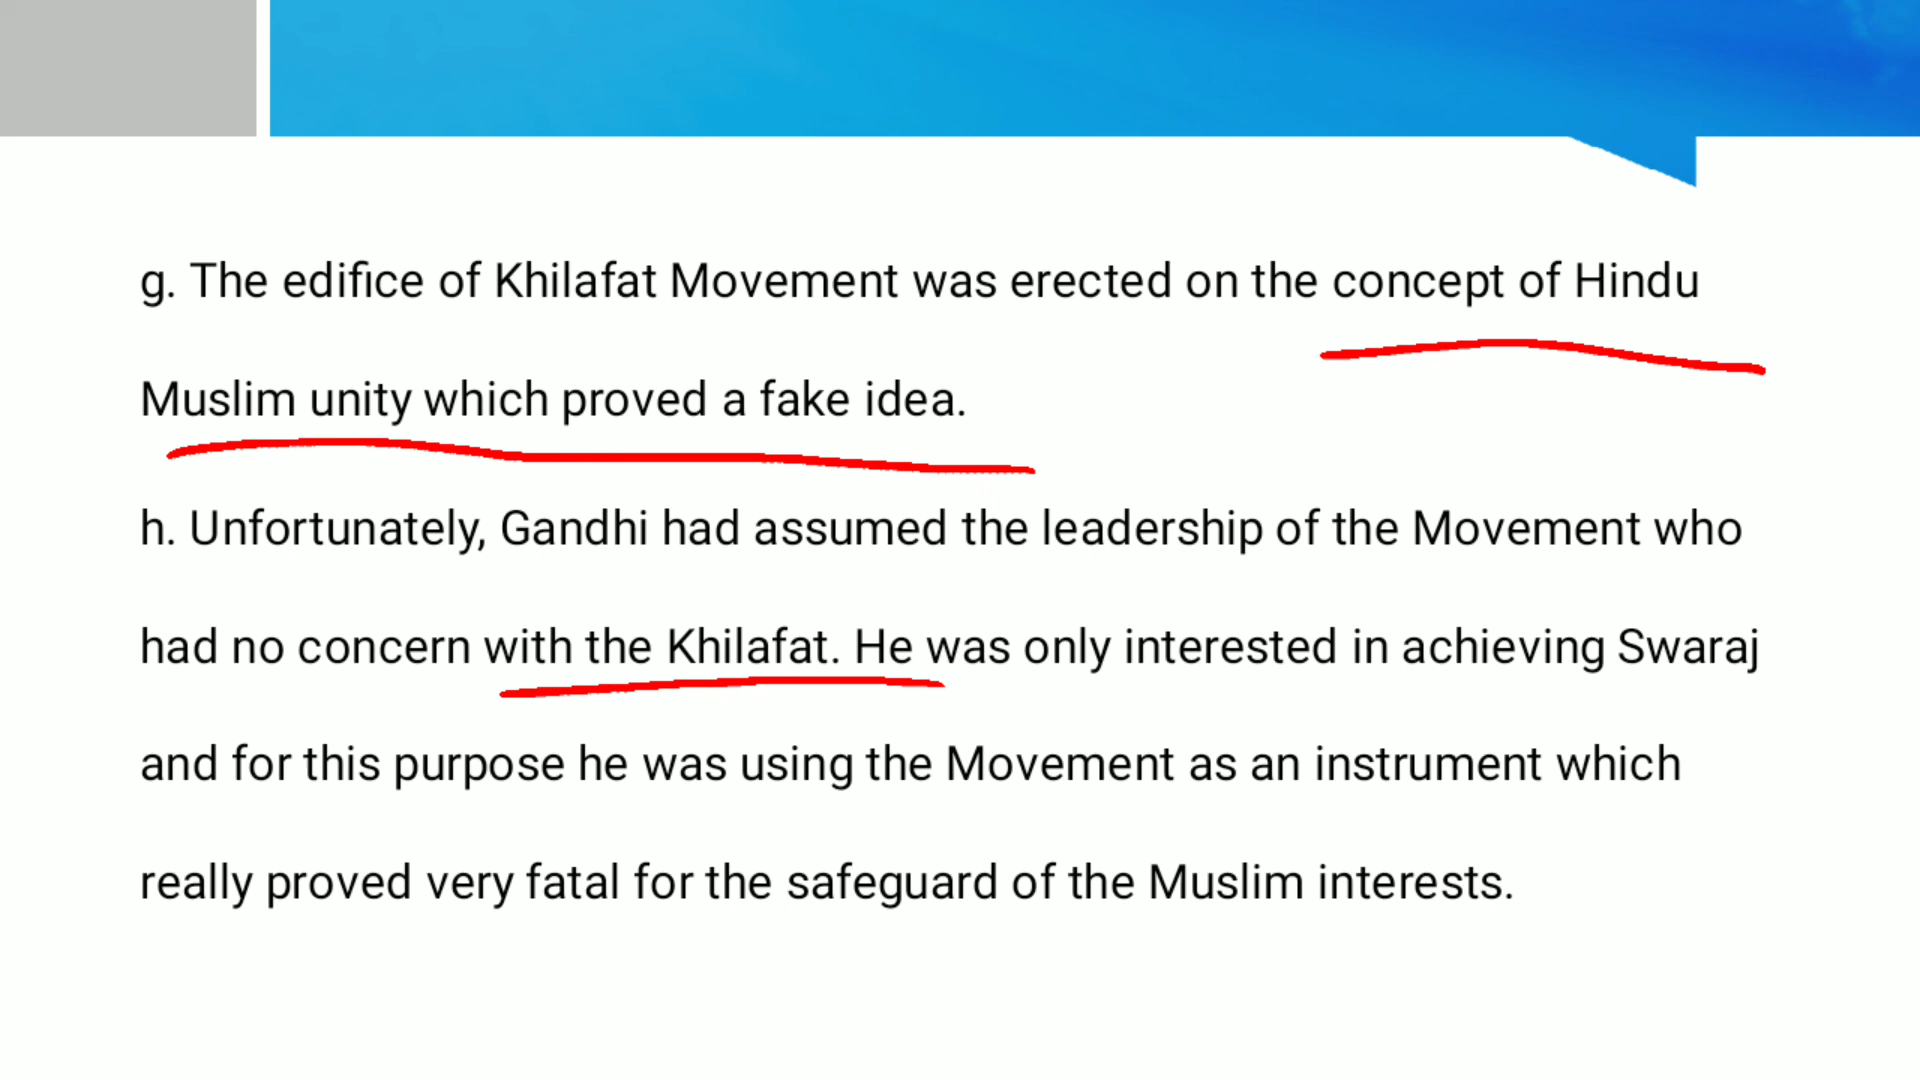 g. The edifice of Khilafat Movement was erected on the concept of Hindu
Muslim unity which proved a fake idea.
h. Unfortunately, Gandhi had assumed the leadership of the Movement who
had no concern with the Khilafat. He was only interested in achieving Swaraj
and for this purpose he was using the Movement as an instrument which
really proved very fatal for the safeguard of the Muslim interests.